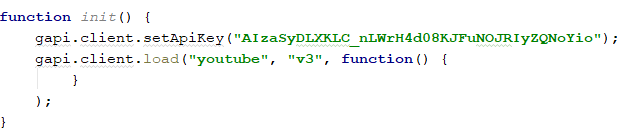 function init() {
    gapi.client.setApiKey("AIzaSyDLXKLC_nLWrH4d08KJFuNOJRIyZQNoYio");
    gapi.client.load("youtube", "v3", function() {
        }
    );
}